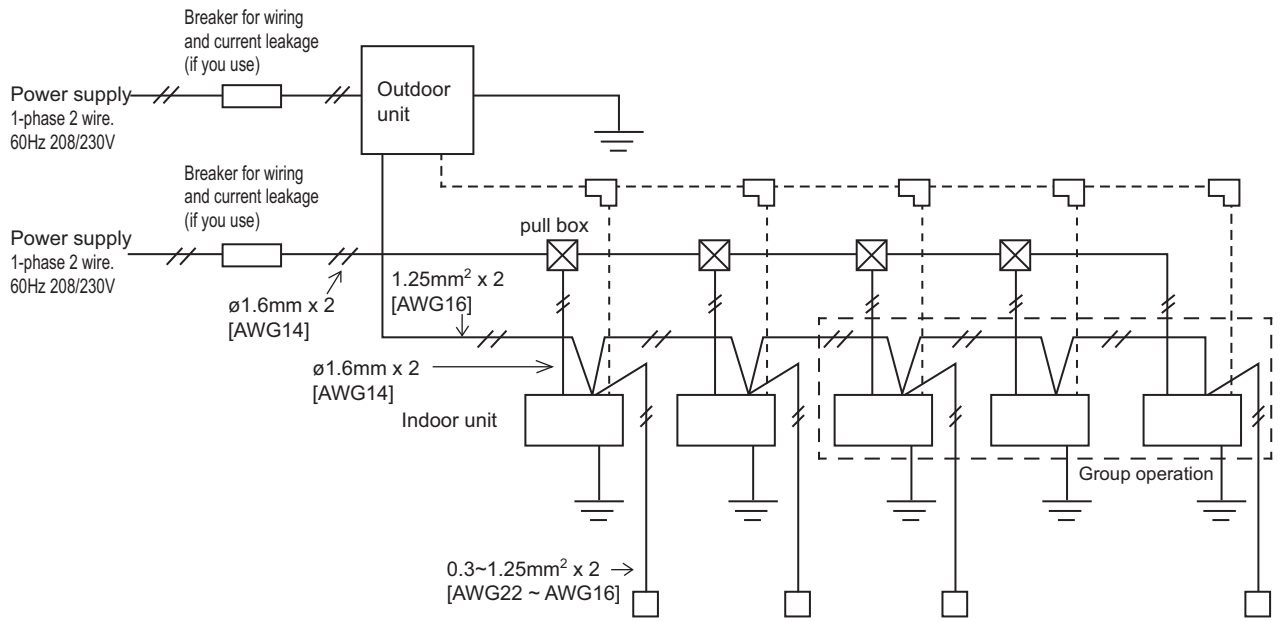 Breaker for wiring
and current leakage
(if you use)
Power supply
1-phase 2 wire.
60Hz 208/230V
Outdoor
unit
Breaker for wiring
and current leakage
(if you use)
Power supply
1-phase 2 wire.
60Hz 208/230V
pull box
ø1.6mm x 2
[AWG14]
1.25mm² x 2
[AWG16]
ø1.6mm x 2
[AWG14]
Indoor unit
Group operation
0.3~1.25mm² x 2
[AWG22 ~ AWG16]